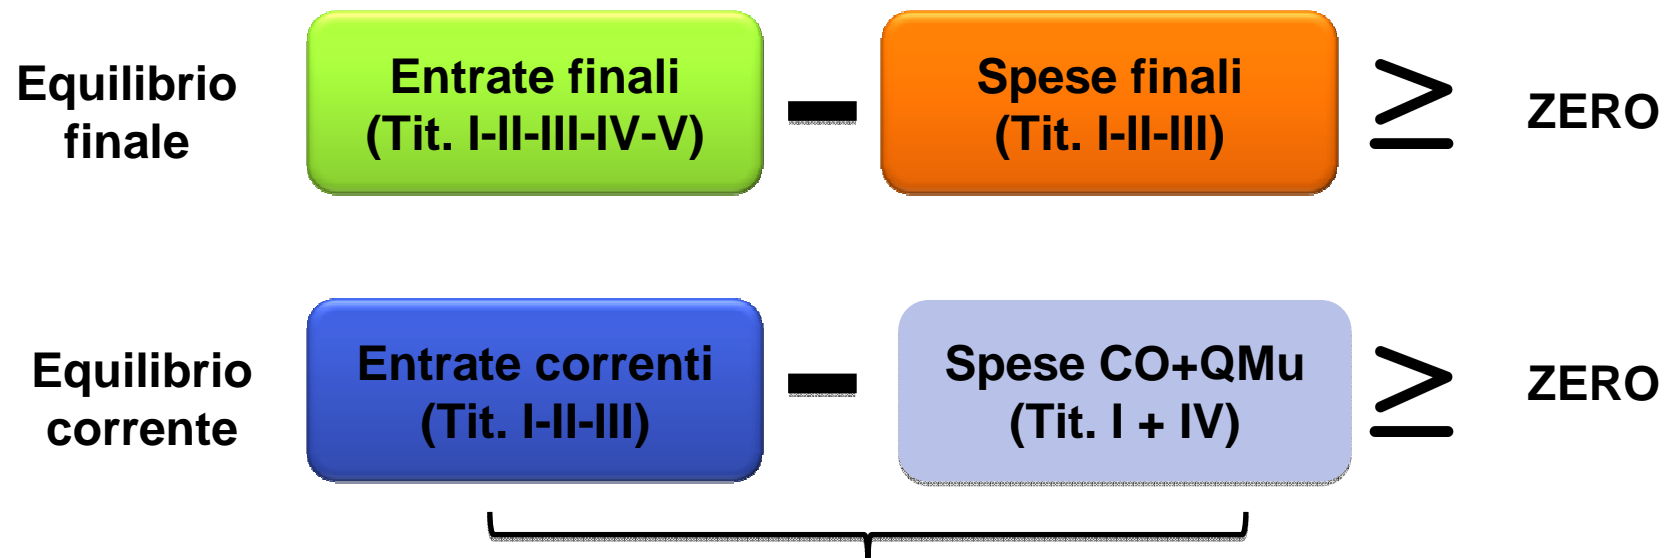 Equilibrio
finale
Entrate finali
(Tit. I-II-III-IV-V)
-
Spese finali
(Tit. I-II-III)
≥
ZERO
Equilibrio
corrente
Entrate correnti
(Tit. I-II-III)
-
Spese CO+QMu
(Tit. I + IV)
≥
ZERO